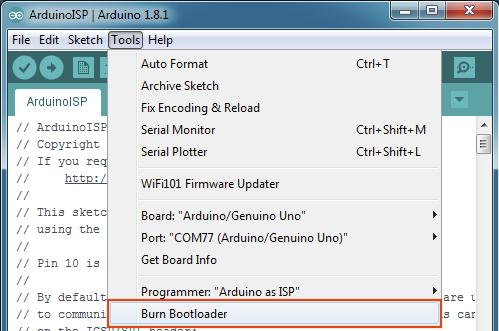 ArduinoISP | Arduino 1.8.1
File Edit Sketch Tools Help
Auto Format Ctrl+T
Archive Sketch
Fix Encoding & Reload
Serial Monitor Ctrl+Shift+M
Serial Plotter Ctrl+Shift+L
WiFi101 Firmware Updater
Board: "Arduino/Genuino Uno"
Port: "COM77 (Arduino/Genuino Uno)"
Get Board Info
Programmer: "Arduino as ISP"
Burn Bootloader
ArduinoISP
// ArduinoISP
// Copyright
// If you req
// http:/
//
// This sketc
// using the
//
// Pin 10 is
//
// By default are u
// to communi s can